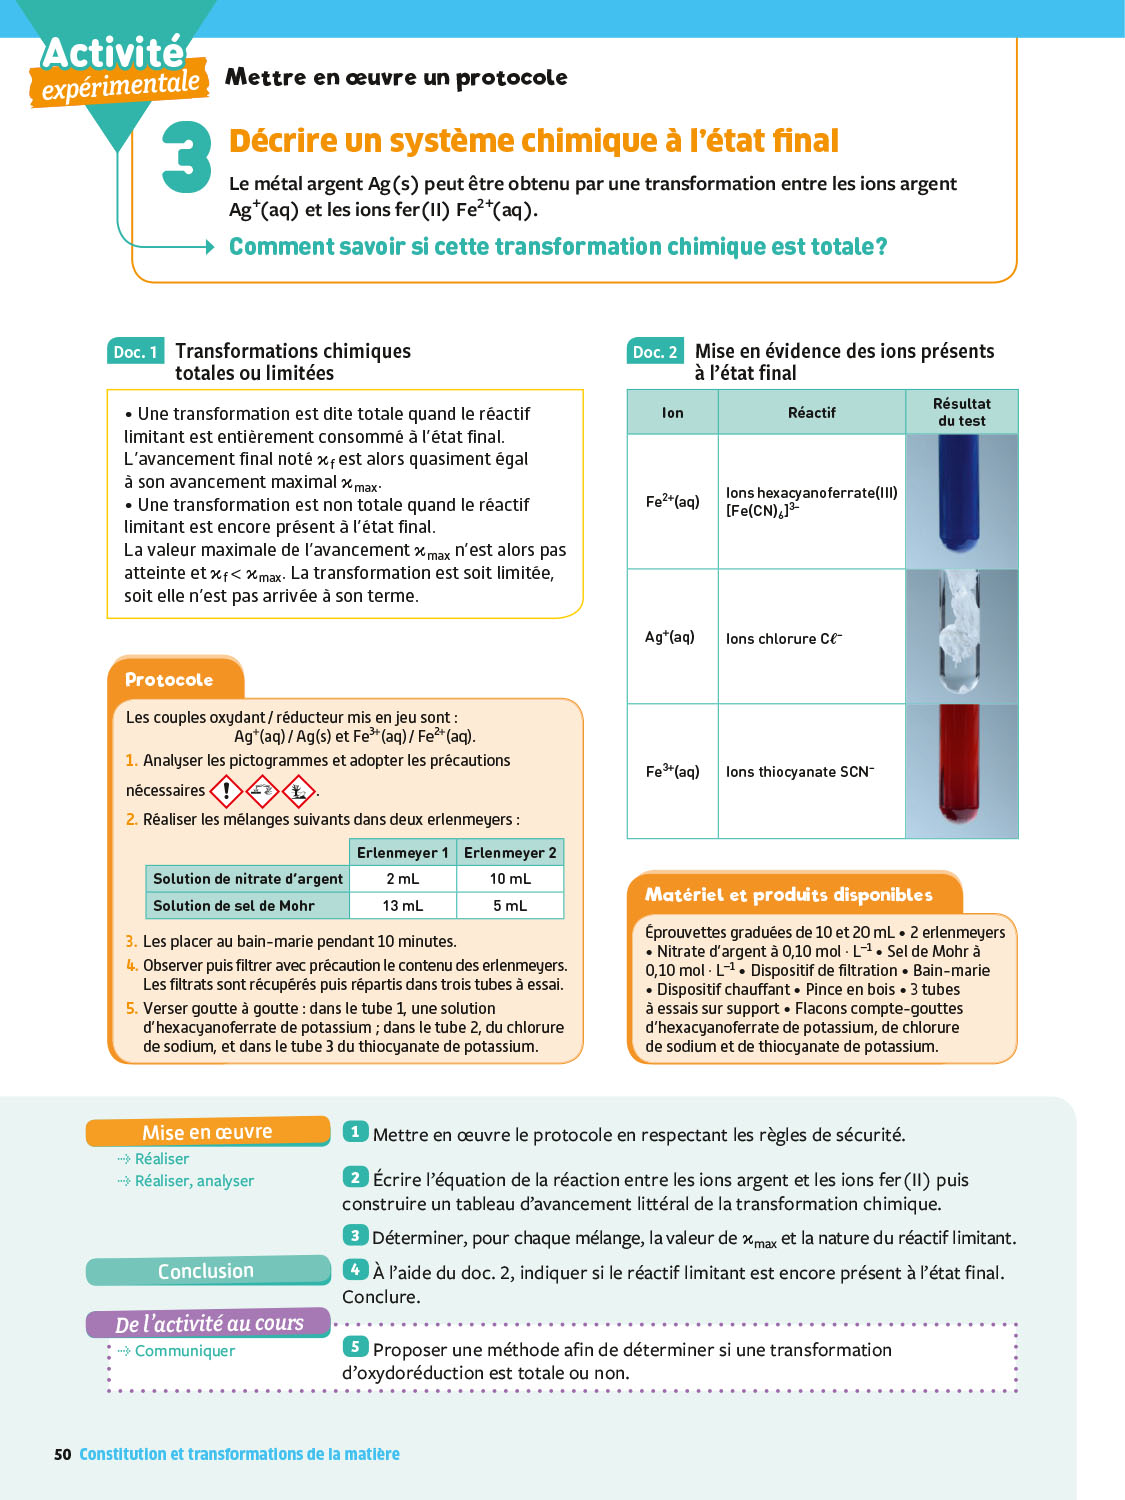 Activité
expérimentale
Mettre en œuvre un protocole
3 Décrire un système chimique à l'état final
Le métal argent Ag(s) peut être obtenu par une transformation entre les ions argent
Ag⁺(aq) et les ions fer(II) Fe²⁺(aq).
Comment savoir si cette transformation chimique est totale?
Doc. 1 Transformations chimiques
totales ou limitées
• Une transformation est dite totale quand le réactif
limitant est entièrement consommé à l'état final.
L'avancement final noté x_f est alors quasiment égal
à son avancement maximal x_max.
• Une transformation est non totale quand le réactif
limitant est encore présent à l'état final.
La valeur maximale de l'avancement x_max n'est alors pas
atteinte et x_f < x_max. La transformation est soit limitée,
soit elle n'est pas arrivée à son terme.
Doc. 2 Mise en évidence des ions présents
à l'état final
Ion Réactif Résultat
du test
Fe²⁺(aq) Ions hexacyanoferrate(III)
[Fe(CN)₆]³⁻
Ag⁺(aq) Ions chlorure Cℓ⁻
Fe³⁺(aq) Ions thiocyanate SCN⁻
Protocole
Les couples oxydant / réducteur mis en jeu sont :
Ag⁺(aq) / Ag(s) et Fe³⁺(aq) / Fe²⁺(aq).
1. Analyser les pictogrammes et adopter les précautions
nécessaires .
2. Réaliser les mélanges suivants dans deux erlenmeyers :
Erlenmeyer 1 Erlenmeyer 2
Solution de nitrate d'argent 2 mL 10 mL
Solution de sel de Mohr 13 mL 5 mL
3. Les placer au bain-marie pendant 10 minutes.
4. Observer puis filtrer avec précaution le contenu des erlenmeyers.
Les filtrats sont récupérés puis répartis dans trois tubes à essai.
5. Verser goutte à goutte : dans le tube 1, une solution
d'hexacyanoferrate de potassium ; dans le tube 2, du chlorure
de sodium, et dans le tube 3 du thiocyanate de potassium.
Matériel et produits disponibles
Éprouvettes graduées de 10 et 20 mL • 2 erlenmeyers
• Nitrate d'argent à 0,10 mol · L⁻¹ • Sel de Mohr à
0,10 mol · L⁻¹ • Dispositif de filtration • Bain-marie
• Dispositif chauffant • Pince en bois • 3 tubes
à essais sur support • Flacons compte-gouttes
d'hexacyanoferrate de potassium, de chlorure
de sodium et de thiocyanate de potassium.
Mise en œuvre
Réaliser
Réaliser, analyser
1 Mettre en œuvre le protocole en respectant les règles de sécurité.
2 Écrire l'équation de la réaction entre les ions argent et les ions fer(II) puis
construire un tableau d'avancement littéral de la transformation chimique.
3 Déterminer, pour chaque mélange, la valeur de x_max et la nature du réactif limitant.
Conclusion
4 À l'aide du doc. 2, indiquer si le réactif limitant est encore présent à l'état final.
Conclure.
De l'activité au cours
Communiquer
5 Proposer une méthode afin de déterminer si une transformation
d'oxydoréduction est totale ou non.
50 Constitution et transformations de la matière